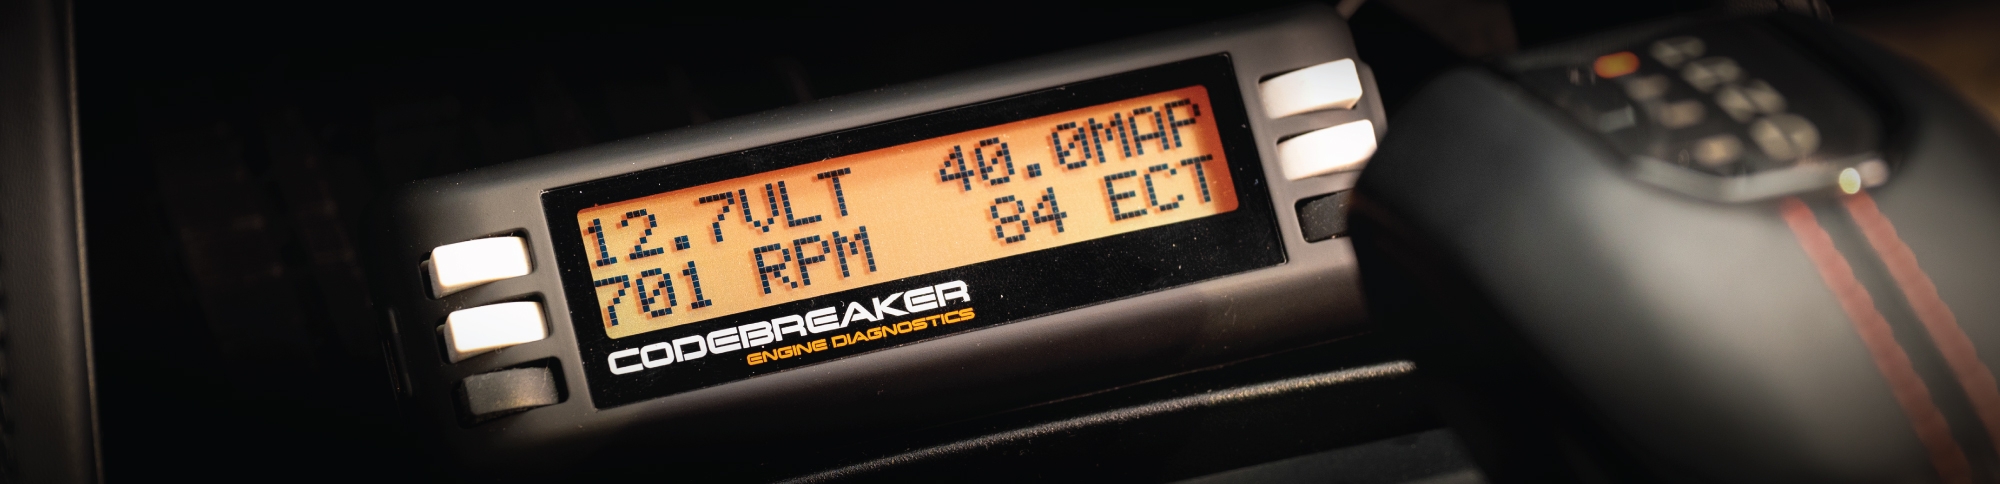 12.7VLT 40.0MAP
701 RPM 84 ECT
CODEBREAKER
ENGINE DIAGNOSTICS